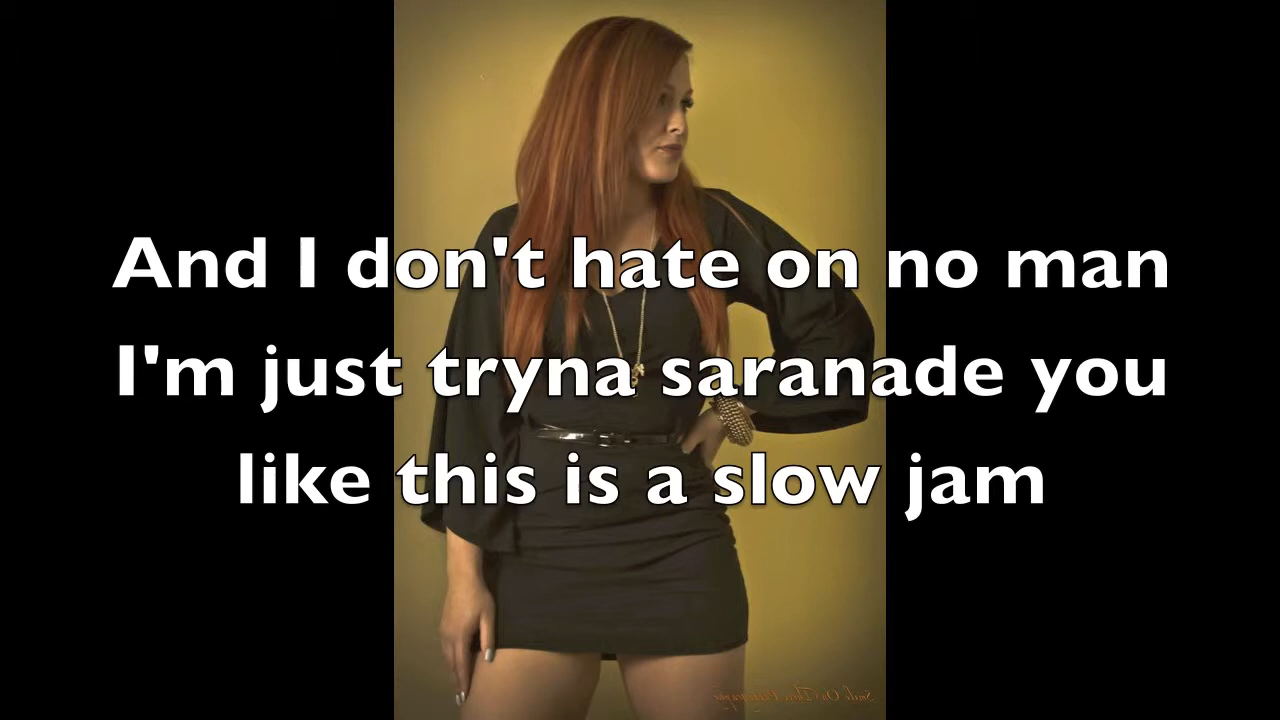 And I don't hate on no man
I'm just tryna saranade you
like this is a slow jam